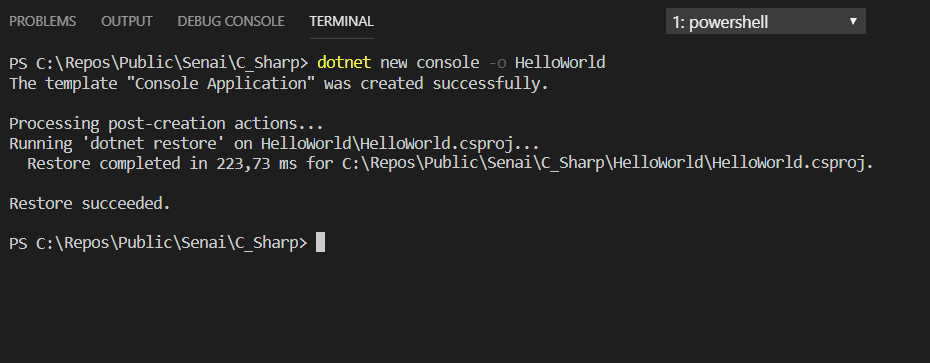 PROBLEMS OUTPUT DEBUG CONSOLE TERMINAL 1: powershell
PS C:\Repos\Public\Senai\C_Sharp> dotnet new console -o HelloWorld
The template "Console Application" was created successfully.
Processing post-creation actions...
Running 'dotnet restore' on HelloWorld\HelloWorld.csproj...
Restore completed in 223,73 ms for C:\Repos\Public\Senai\C_Sharp\HelloWorld\HelloWorld.csproj.
Restore succeeded.
PS C:\Repos\Public\Senai\C_Sharp>